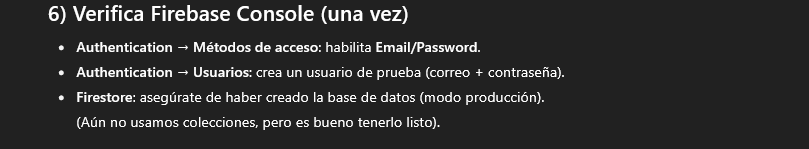 6) Verifica Firebase Console (una vez)
• Authentication → Métodos de acceso: habilita Email/Password.
• Authentication → Usuarios: crea un usuario de prueba (correo + contraseña).
• Firestore: asegúrate de haber creado la base de datos (modo producción).
(Aún no usamos colecciones, pero es bueno tenerlo listo).